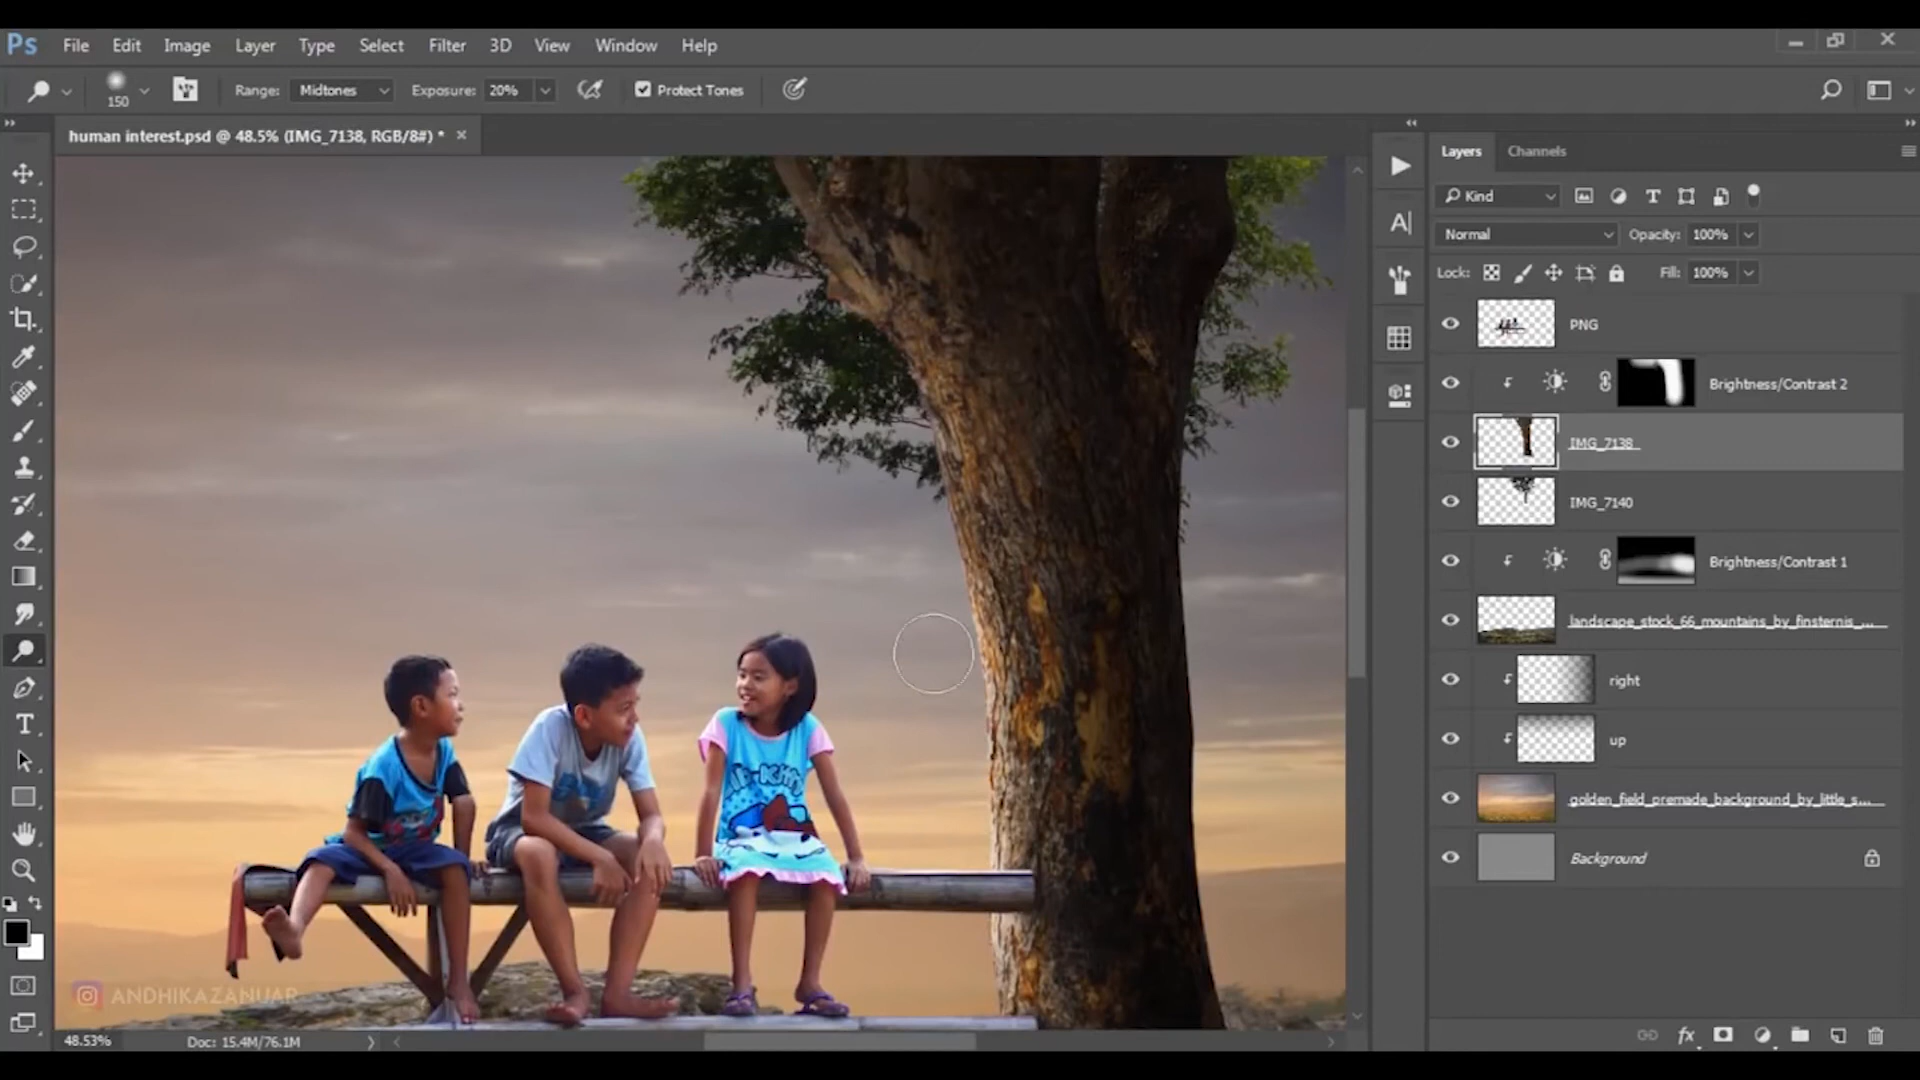 Ps File Edit Image Layer Type Select Filter 3D View Window Help
150 Range: Midtones Exposure: 20% Protect Tones
human interest.psd @ 48.5% (IMG_7138, RGB/8#) * ×
Layers Channels
Kind
Normal Opacity: 100%
Lock: Fill: 100%
PNG
Brightness/Contrast 2
IMG_7138
IMG_7140
Brightness/Contrast 1
landscape_stock_66_mountains_by_finsternis_...
right
up
golden_field_premade_background_by_little_s...
Background
ANDHIKAZANUAR
48.53% Doc: 15.4M/76.1M
fx